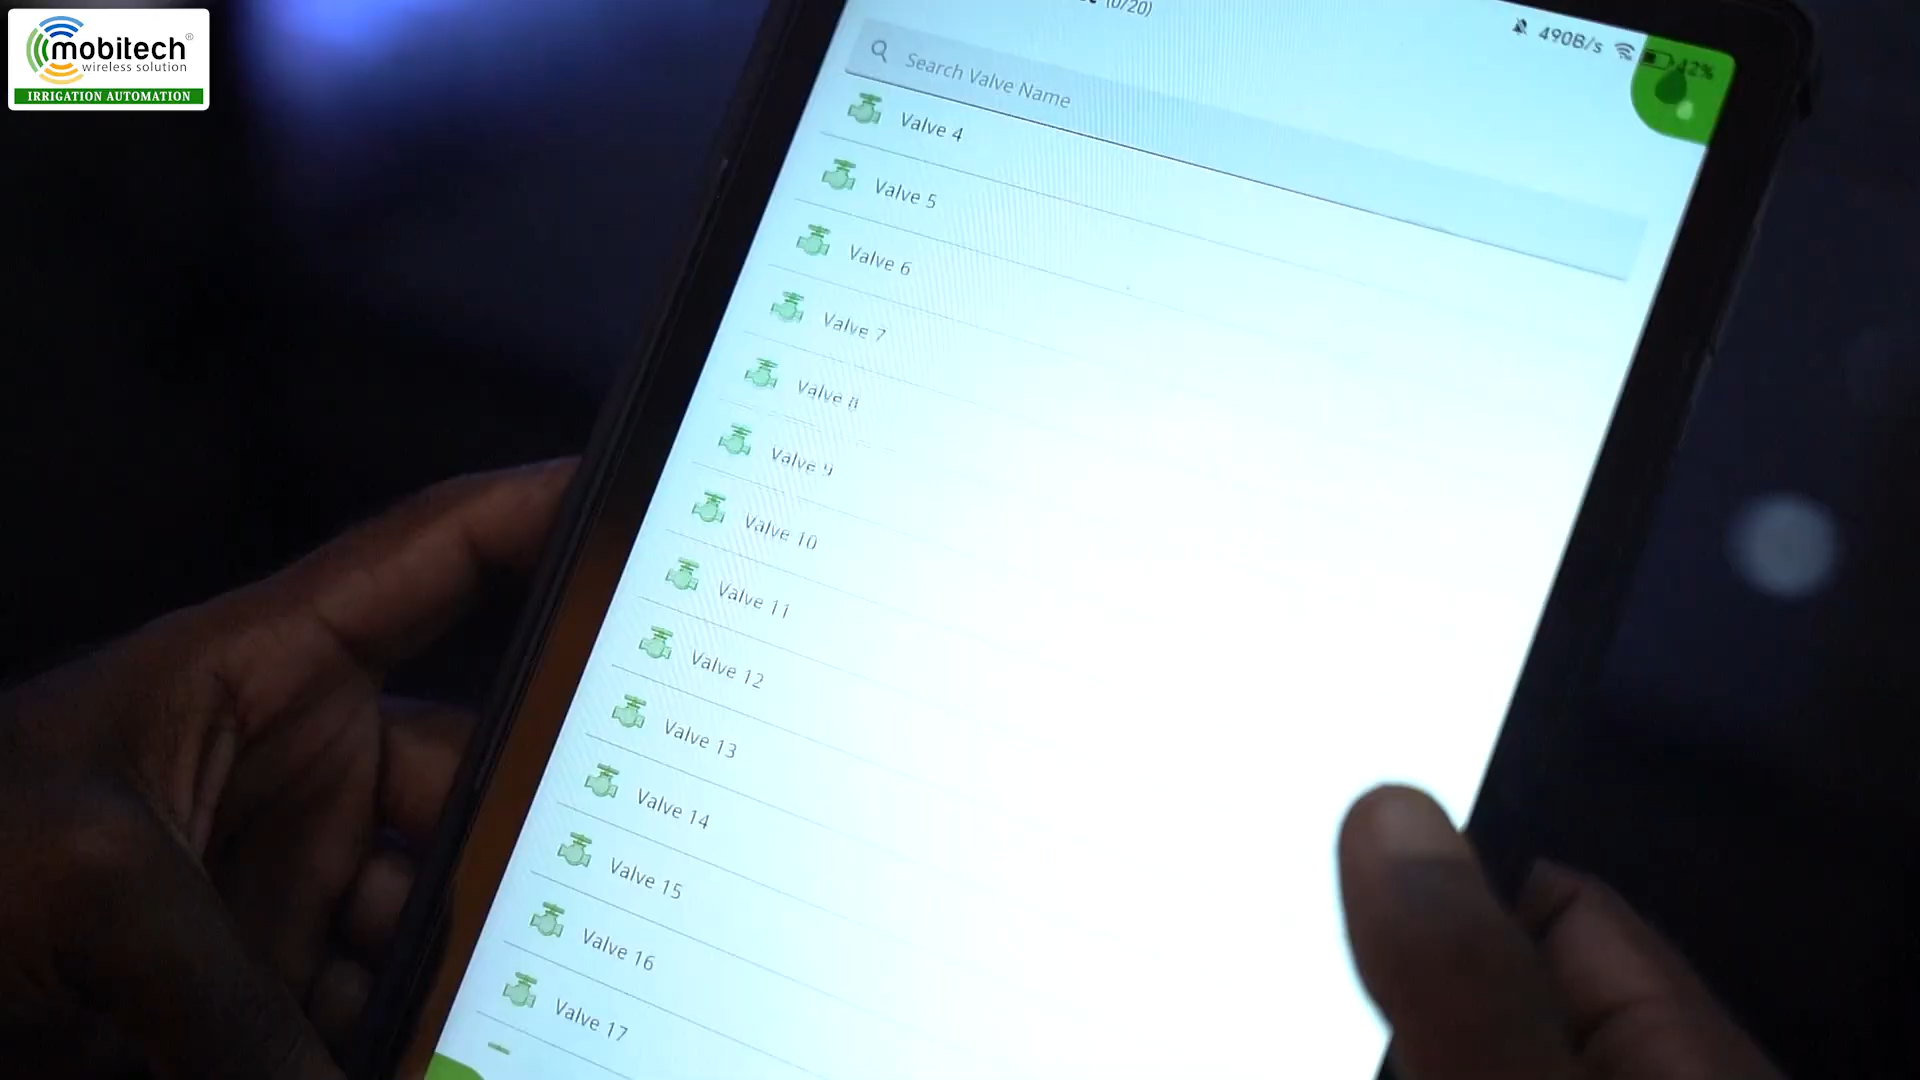 mobitech®
wireless solution
IRRIGATION AUTOMATION
(0/20)
490B/s
42%
Search Valve Name
Valve 4
Valve 5
Valve 6
Valve 7
Valve 8
Valve 9
Valve 10
Valve 11
Valve 12
Valve 13
Valve 14
Valve 15
Valve 16
Valve 17